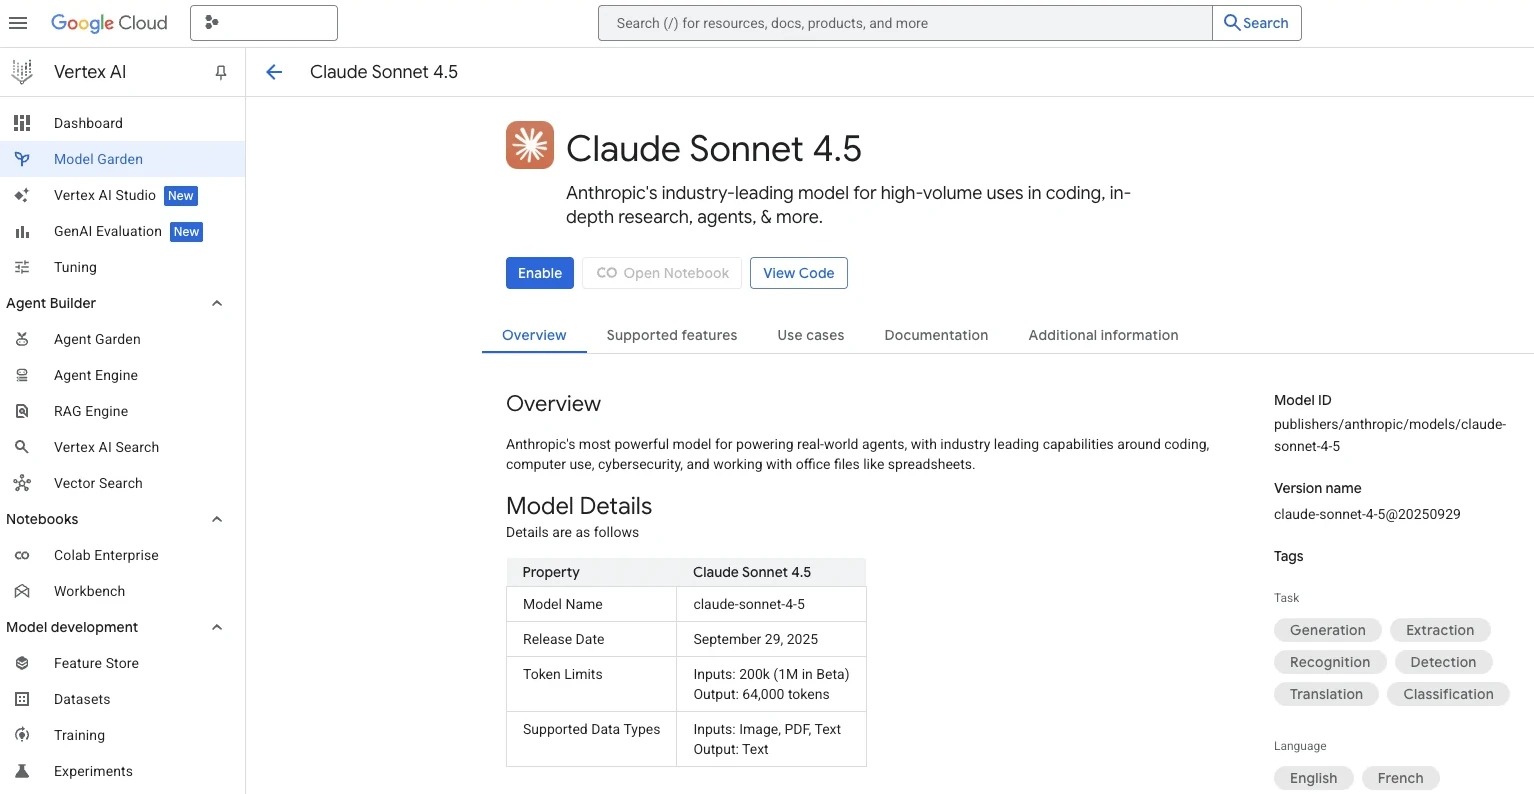 Google Cloud
Search (/) for resources, docs, products, and more
Search
Vertex AI
Claude Sonnet 4.5
Dashboard
Model Garden
Vertex AI Studio New
GenAI Evaluation New
Tuning
Agent Builder
Agent Garden
Agent Engine
RAG Engine
Vertex AI Search
Vector Search
Notebooks
Colab Enterprise
Workbench
Model development
Feature Store
Datasets
Training
Experiments
Claude Sonnet 4.5
Anthropic's industry-leading model for high-volume uses in coding, in-
depth research, agents, & more.
Enable Open Notebook View Code
Overview Supported features Use cases Documentation Additional information
Overview
Anthropic's most powerful model for powering real-world agents, with industry leading capabilities around coding,
computer use, cybersecurity, and working with office files like spreadsheets.
Model Details
Details are as follows
Property Claude Sonnet 4.5
Model Name claude-sonnet-4-5
Release Date September 29, 2025
Token Limits Inputs: 200k (1M in Beta)
Output: 64,000 tokens
Supported Data Types Inputs: Image, PDF, Text
Output: Text
Model ID
publishers/anthropic/models/claude-
sonnet-4-5
Version name
claude-sonnet-4-5@20250929
Tags
Task
Generation Extraction
Recognition Detection
Translation Classification
Language
English French